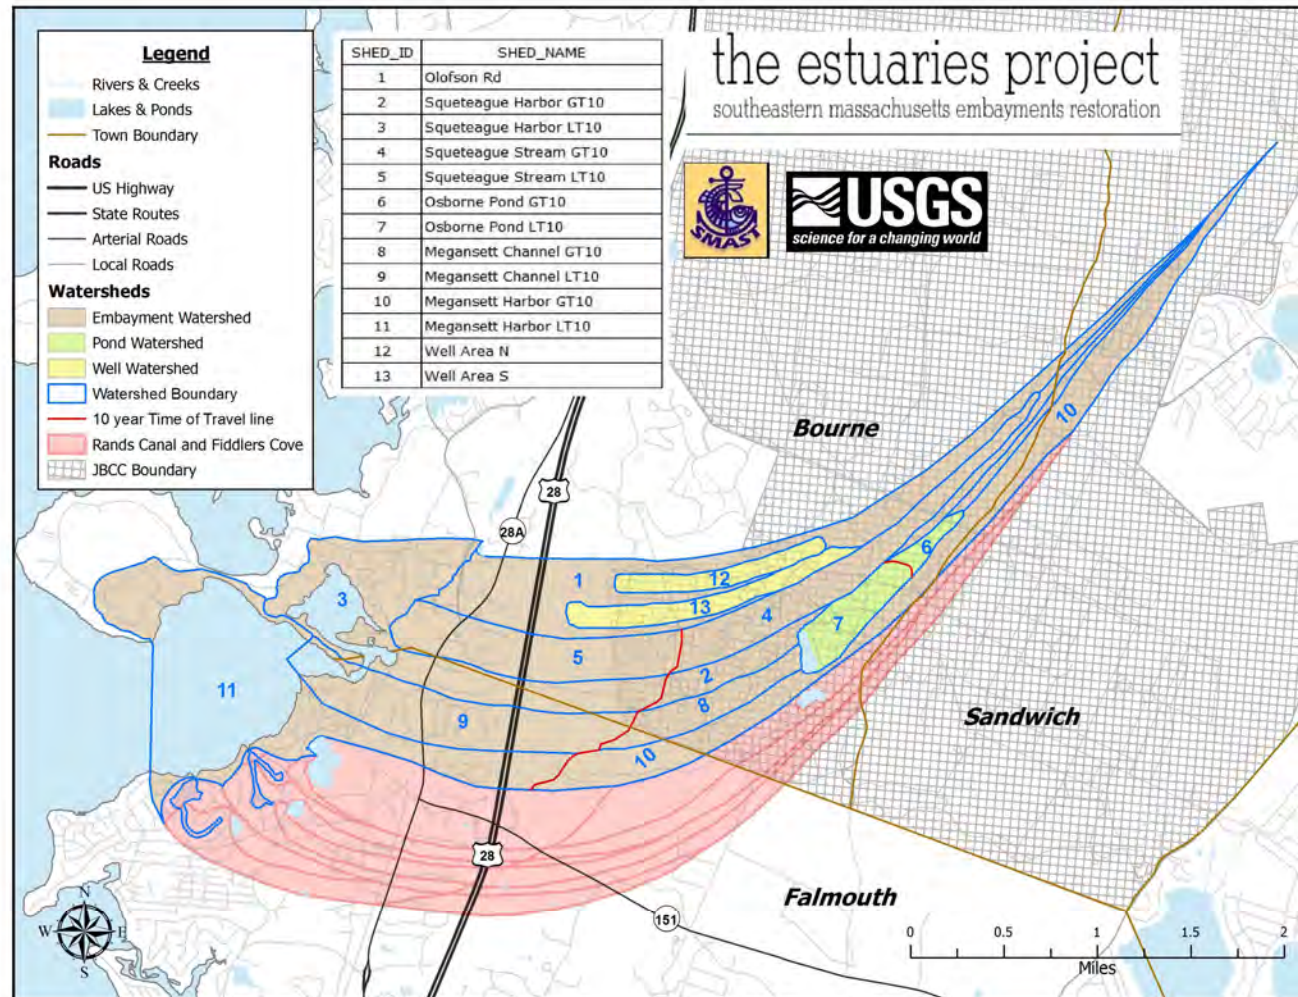 Legend
Rivers & Creeks
Lakes & Ponds
Town Boundary
Roads
US Highway
State Routes
Arterial Roads
Local Roads
Watersheds
Embayment Watershed
Pond Watershed
Well Watershed
Watershed Boundary
10 year Time of Travel line
Rands Canal and Fiddlers Cove
JBCC Boundary
SHED_ID SHED_NAME
1 Olofson Rd
2 Squeteague Harbor GT10
3 Squeteague Harbor LT10
4 Squeteague Stream GT10
5 Squeteague Stream LT10
6 Osborne Pond GT10
7 Osborne Pond LT10
8 Megansett Channel GT10
9 Megansett Channel LT10
10 Megansett Harbor GT10
11 Megansett Harbor LT10
12 Well Area N
13 Well Area S
the estuaries project
southeastern massachusetts embayments restoration
SMAST
USGS
science for a changing world
10
Bourne
28
28A
6
1
12
3
13
4
7
5
2
11
8
9
Sandwich
10
28
Falmouth
151
N
W E
S
0 0.5 1 1.5 2
Miles